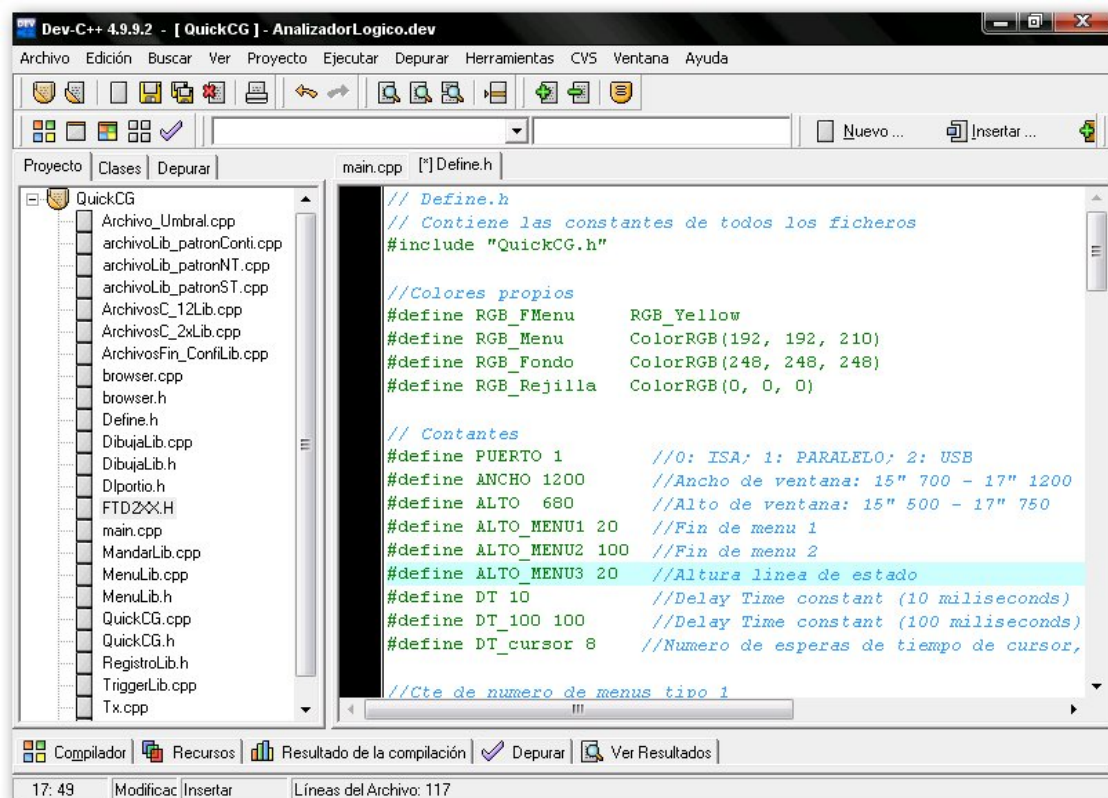 Dev-C++ 4.9.9.2 - [ QuickCG ] - AnalizadorLogico.dev
Archivo Edición Buscar Ver Proyecto Ejecutar Depurar Herramientas CVS Ventana Ayuda
Nuevo ... Insertar ...
Proyecto Clases Depurar
main.cpp [*] Define.h
QuickCG
Archivo_Umbral.cpp
archivoLib_patronConti.cpp
archivoLib_patronNT.cpp
archivoLib_patronST.cpp
ArchivosC_12Lib.cpp
ArchivosC_2xLib.cpp
ArchivosFin_ConfiLib.cpp
browser.cpp
browser.h
Define.h
DibujaLib.cpp
DibujaLib.h
Dlportio.h
FTD2XX.H
main.cpp
MandarLib.cpp
MenuLib.cpp
MenuLib.h
QuickCG.cpp
QuickCG.h
RegistroLib.h
TriggerLib.cpp
Tx.cpp
// Define.h
// Contiene las constantes de todos los ficheros
#include "QuickCG.h"
//Colores propios
#define RGB_FMenu RGB_Yellow
#define RGB_Menu ColorRGB(192, 192, 210)
#define RGB_Fondo ColorRGB(248, 248, 248)
#define RGB_Rejilla ColorRGB(0, 0, 0)
// Contantes
#define PUERTO 1 //0: ISA; 1: PARALELO; 2: USB
#define ANCHO 1200 //Ancho de ventana: 15" 700 - 17" 1200
#define ALTO 680 //Alto de ventana: 15" 500 - 17" 750
#define ALTO_MENU1 20 //Fin de menu 1
#define ALTO_MENU2 100 //Fin de menu 2
#define ALTO_MENU3 20 //Altura linea de estado
#define DT 10 //Delay Time constant (10 miliseconds)
#define DT_100 100 //Delay Time constant (100 miliseconds)
#define DT_cursor 8 //Numero de esperas de tiempo de cursor,
//Cte de numero de menus tipo 1
Compilador Recursos Resultado de la compilación Depurar Ver Resultados
17: 49 Modificac Insertar Líneas del Archivo: 117